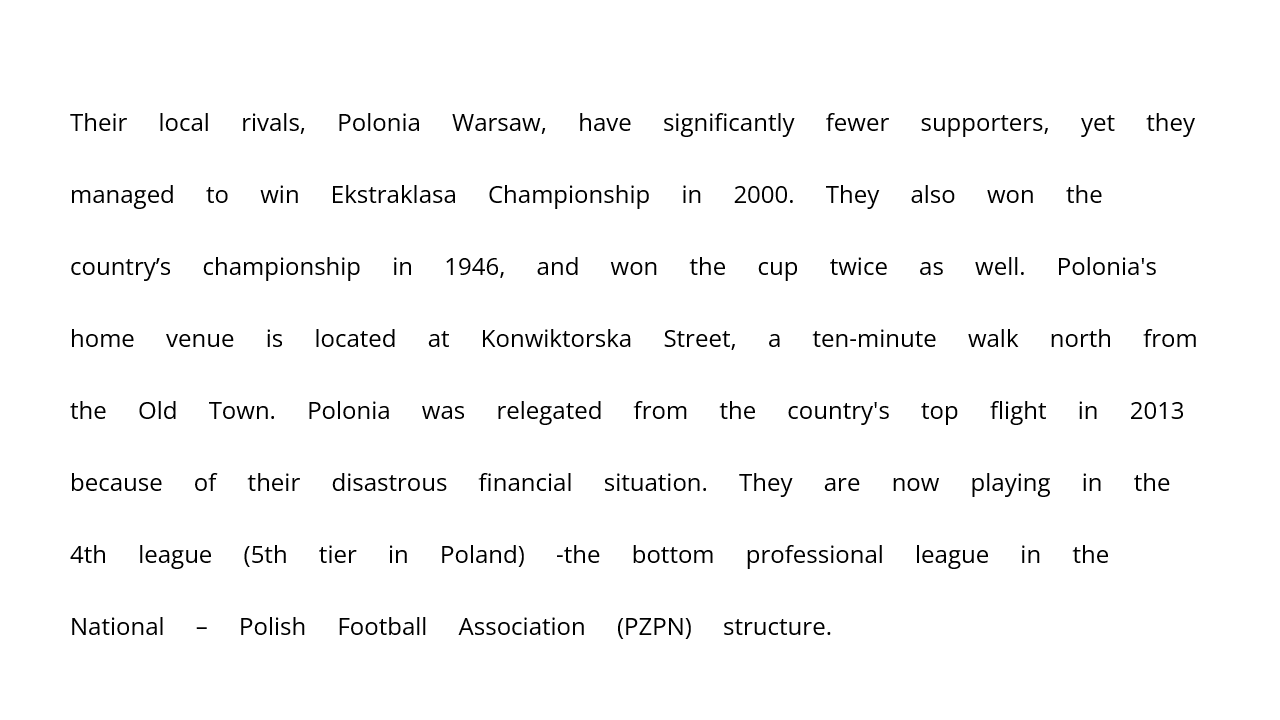 Their local rivals, Polonia Warsaw, have significantly fewer supporters, yet they
managed to win Ekstraklasa Championship in 2000. They also won the
country’s championship in 1946, and won the cup twice as well. Polonia's
home venue is located at Konwiktorska Street, a ten-minute walk north from
the Old Town. Polonia was relegated from the country's top flight in 2013
because of their disastrous financial situation. They are now playing in the
4th league (5th tier in Poland) -the bottom professional league in the
National – Polish Football Association (PZPN) structure.